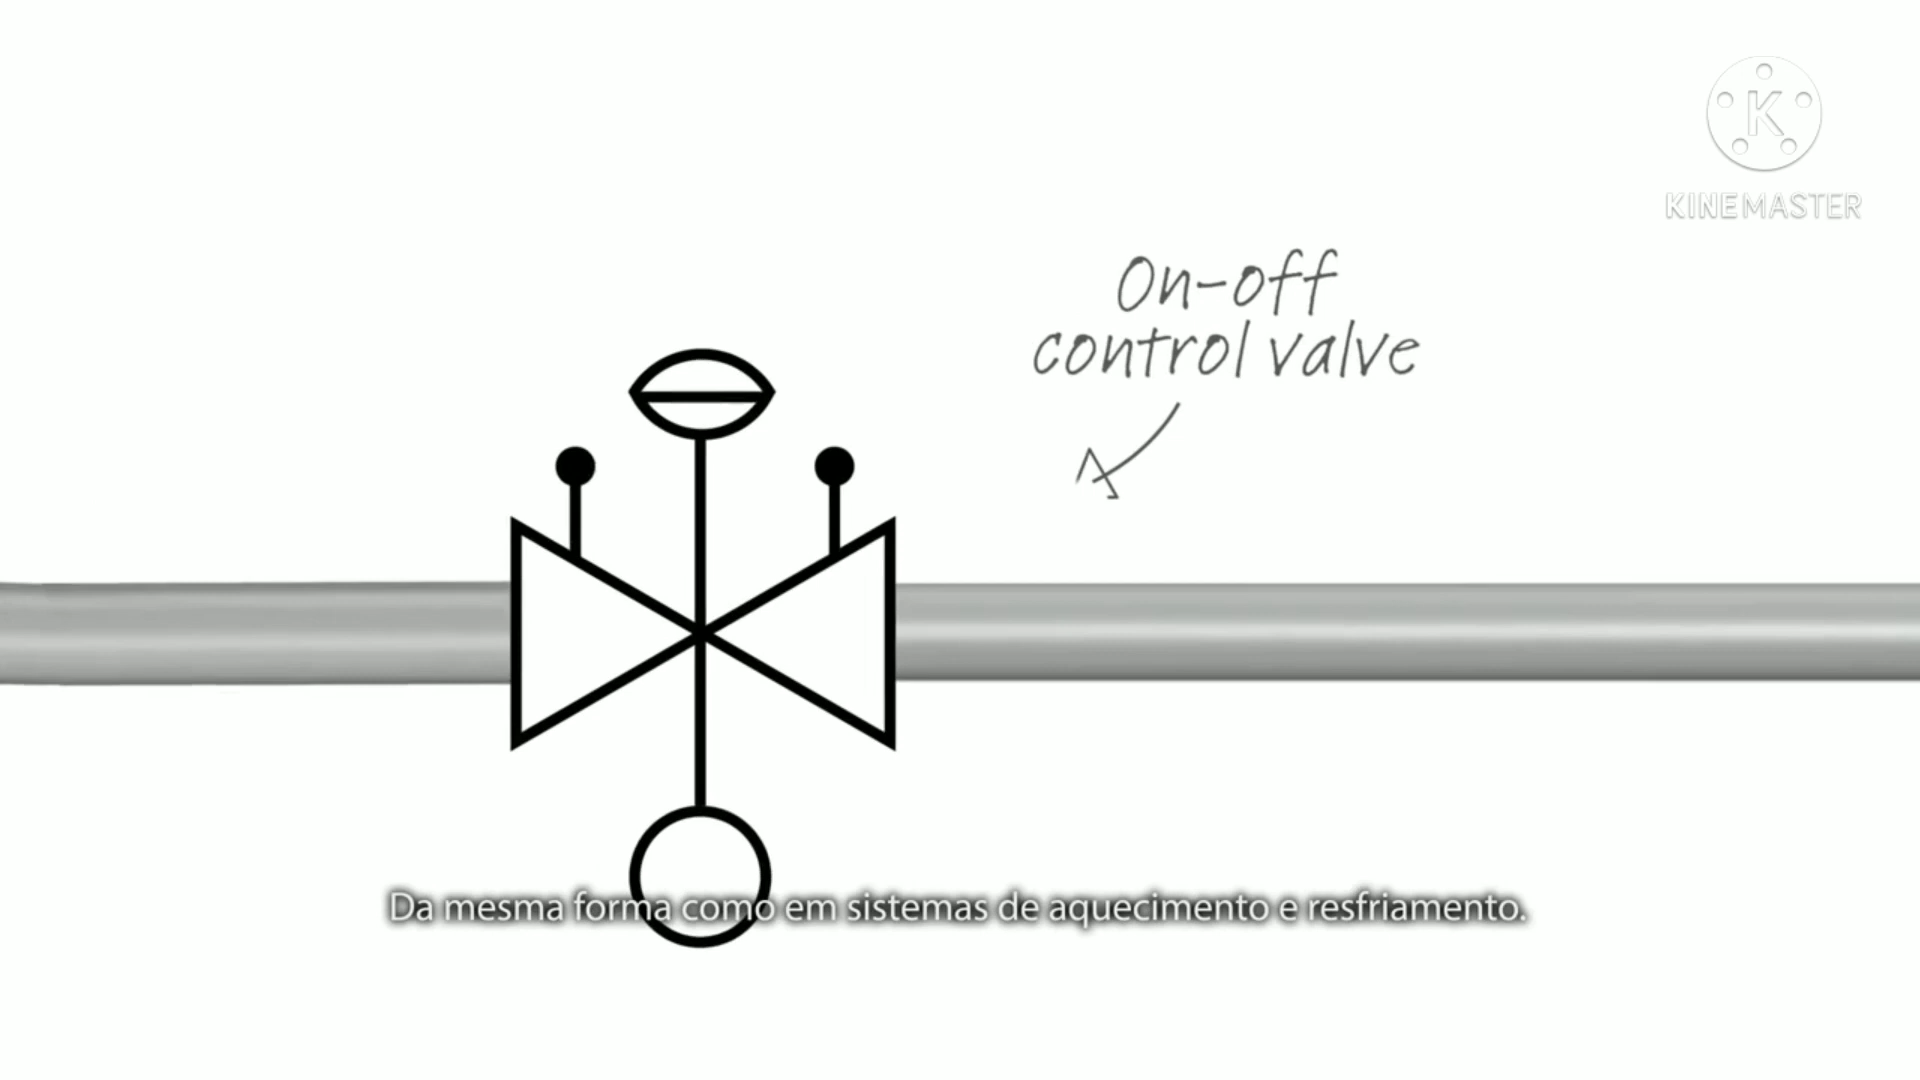 K
KINEMASTER
On-off
control valve
Da mesma forma como em sistemas de aquecimento e resfriamento.